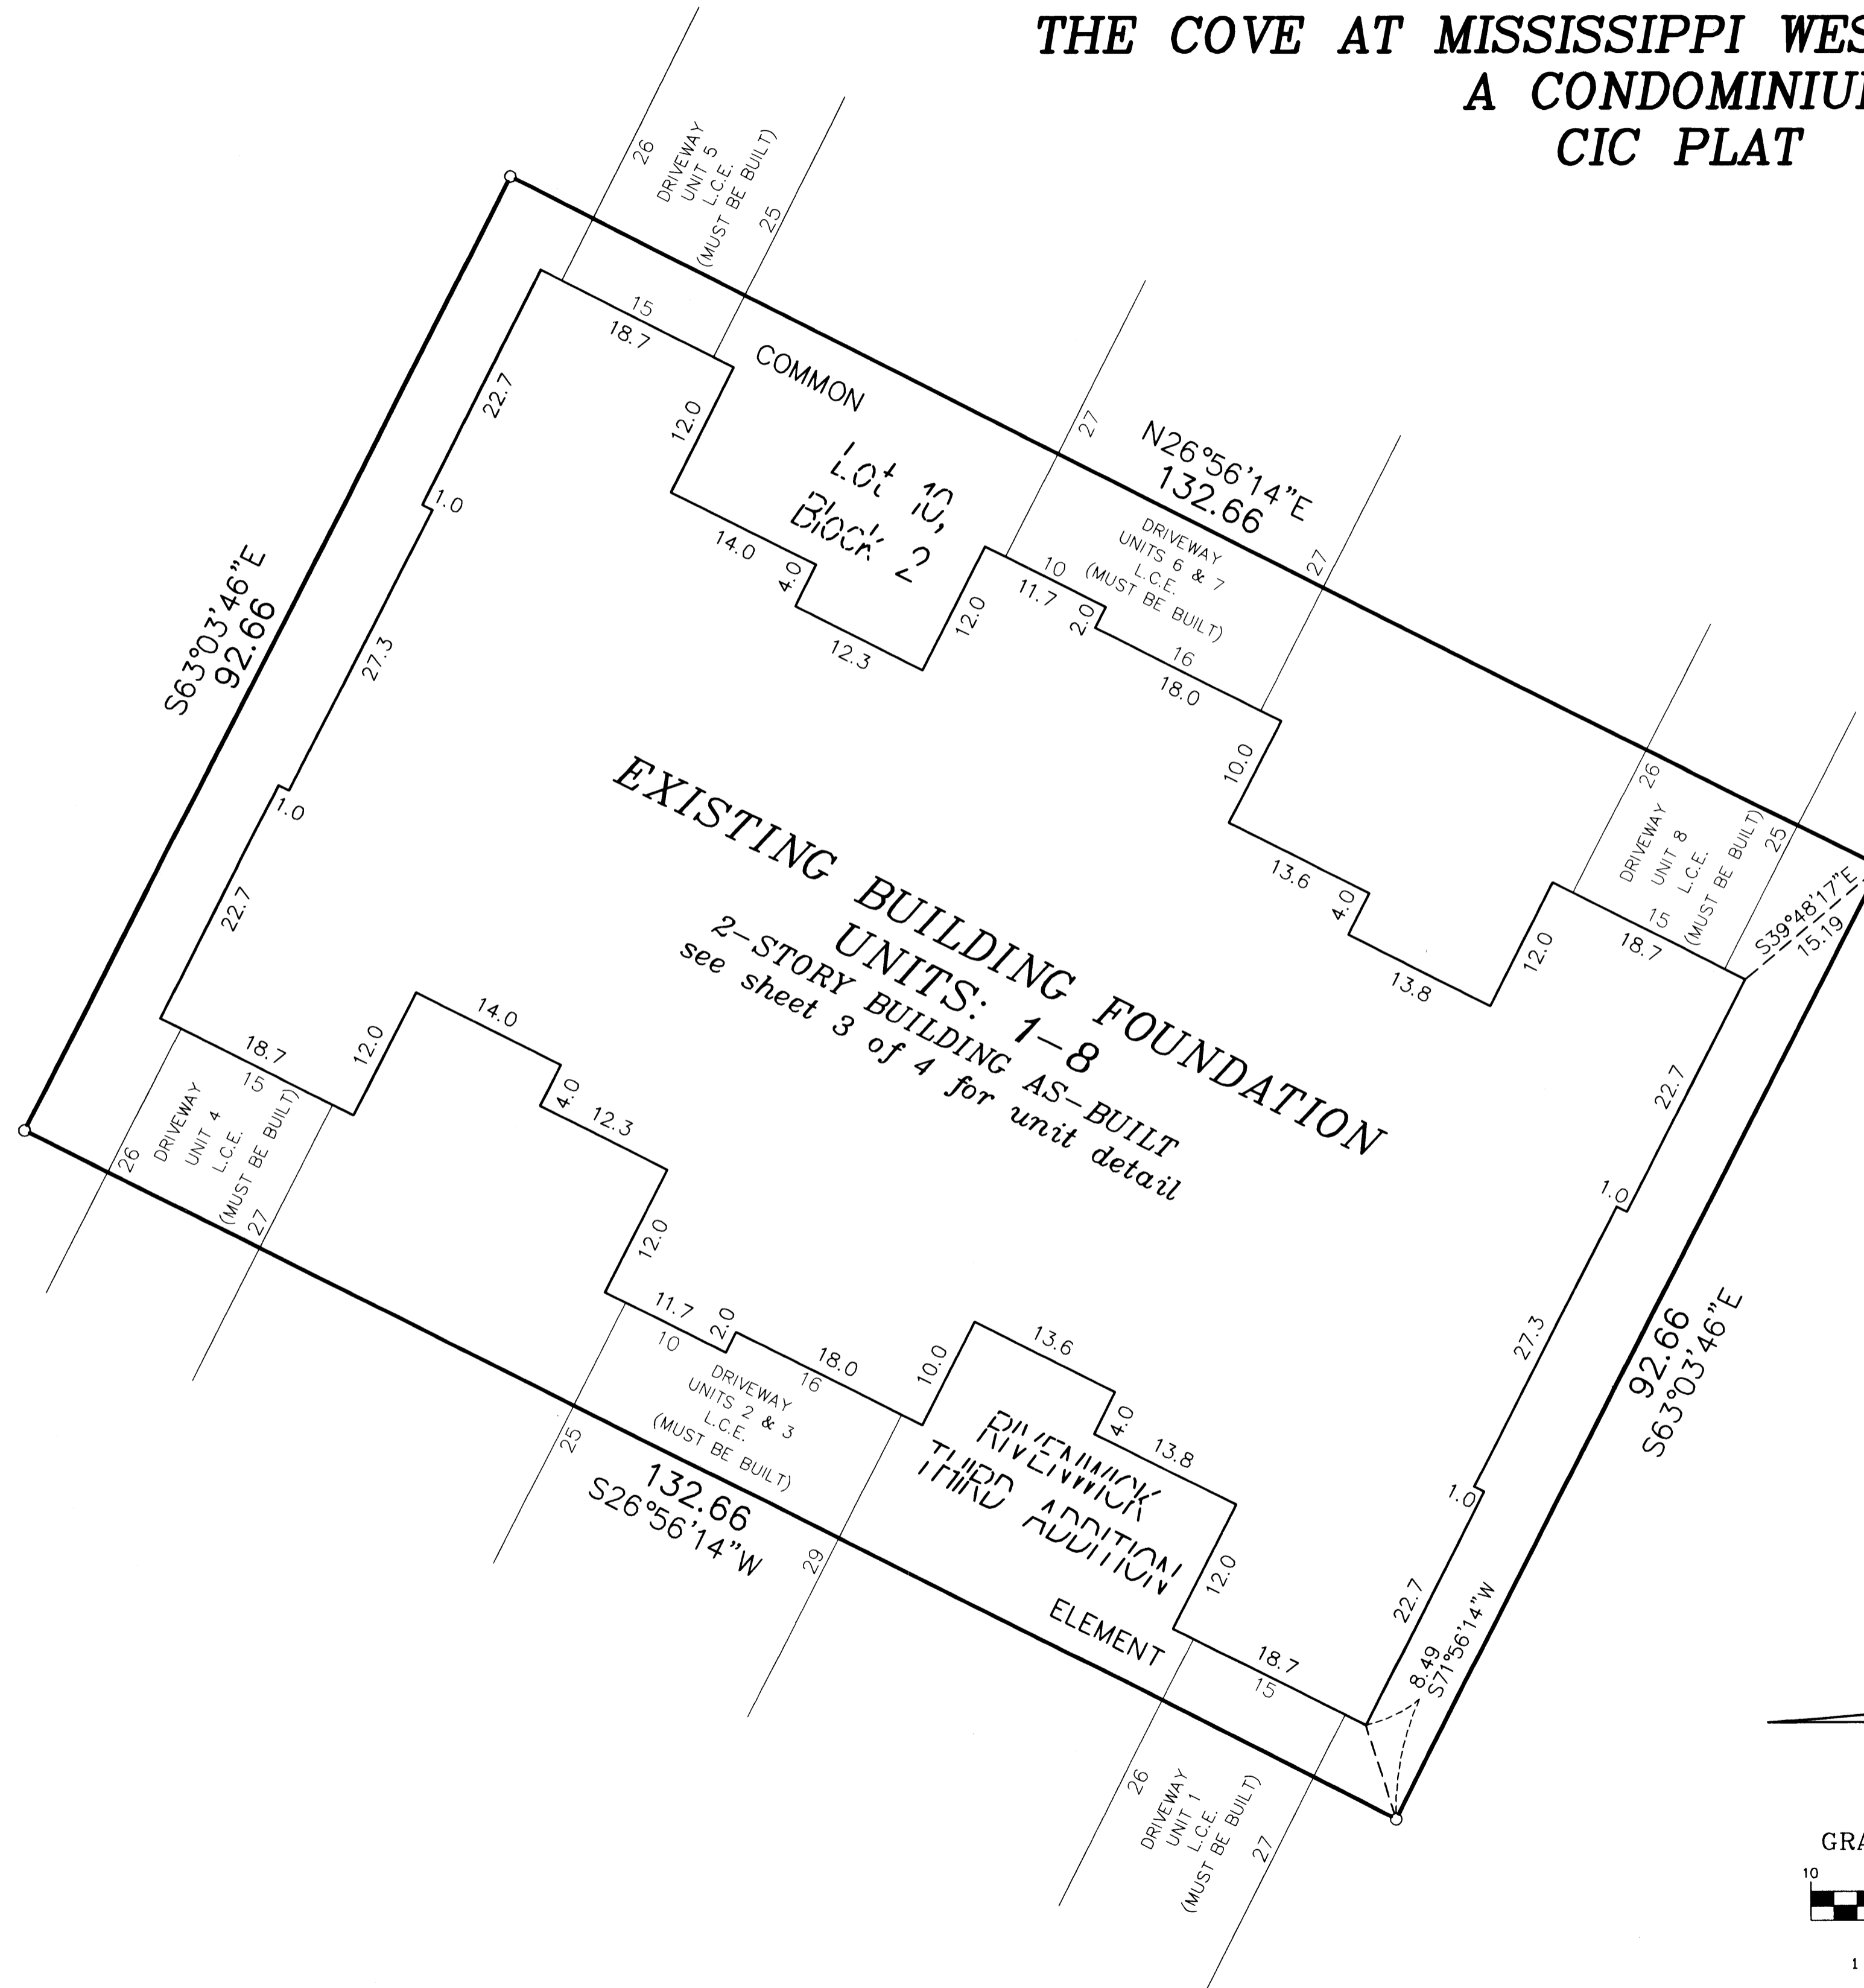 THE COVE AT MISSISSIPPI WES
A CONDOMINIU
CIC PLAT
26
DRIVEWAY
UNIT 5
L.C.E.
(MUST BE BUILT)
25
15
18.7
COMMON
22.7
12.0
1.0
Lot 10,
Block 2
14.0
4.0
12.3
12.0
27
N26°56'14"E
132.66
27
DRIVEWAY
UNITS 6 & 7
L.C.E.
(MUST BE BUILT)
10
11.7
2.0
16
18.0
10.0
13.6
4.0
13.8
12.0
26
DRIVEWAY
UNIT 8
L.C.E.
(MUST BE BUILT)
25
15
18.7
S39°48'17"E
15.19
S63°03'46"E
92.66
27.3
1.0
22.7
EXISTING BUILDING FOUNDATION
UNITS: 1-8
2-STORY BUILDING AS-BUILT
see sheet 3 of 4 for unit detail
22.7
1.0
27.3
92.66
S63°03'46"E
1.0
22.7
18.7
15
12.0
14.0
4.0
12.3
12.0
26
DRIVEWAY
UNIT 4
L.C.E.
(MUST BE BUILT)
27
11.7
10
2.0
18.0
16
10.0
13.6
4.0
13.8
DRIVEWAY
UNITS 2 & 3
L.C.E.
(MUST BE BUILT)
25
132.66
S26°56'14"W
29
RIVENWICK
THIRD ADDITION
12.0
ELEMENT
18.7
15
8.49
S71°56'14"W
26
DRIVEWAY
UNIT 1
L.C.E.
(MUST BE BUILT)
27
GRA
10
1